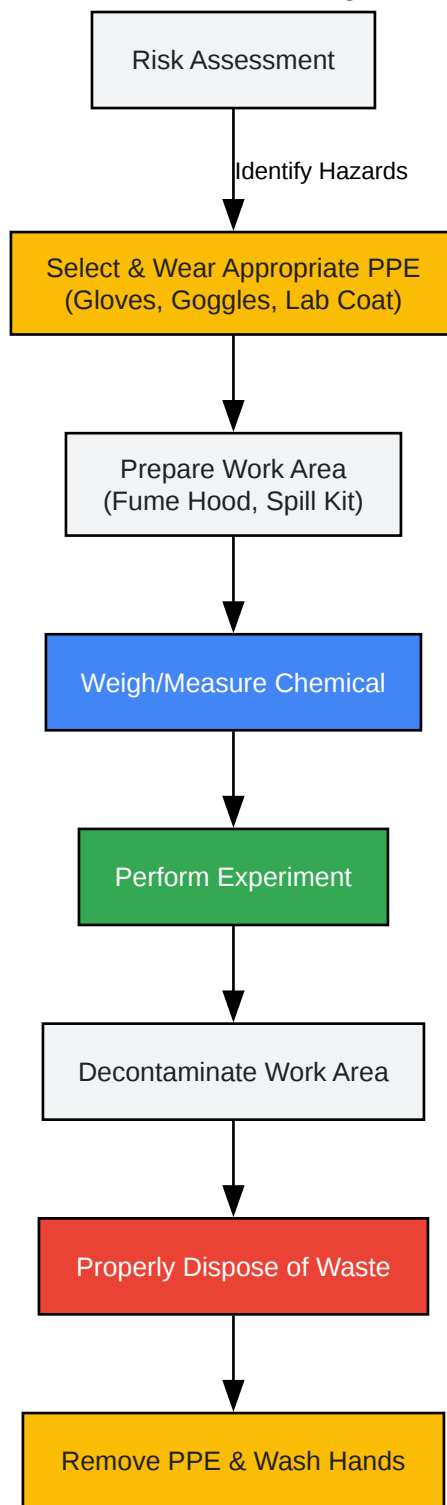 Risk Assessment
Identify Hazards
Select & Wear Appropriate PPE
(Gloves, Goggles, Lab Coat)
Prepare Work Area
(Fume Hood, Spill Kit)
Weigh/Measure Chemical
Perform Experiment
Decontaminate Work Area
Properly Dispose of Waste
Remove PPE & Wash Hands